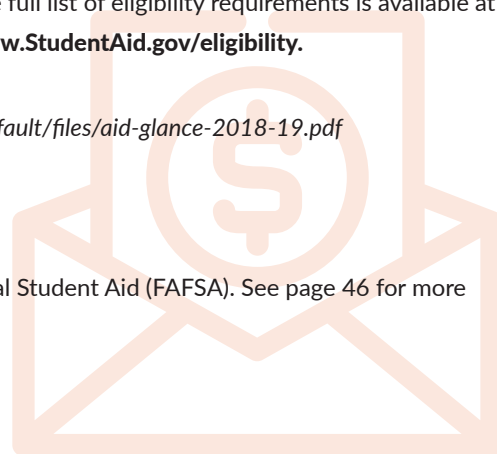 full list of eligibility requirements is available at
w.StudentAid.gov/eligibility.
fault/files/aid-glance-2018-19.pdf
al Student Aid (FAFSA). See page 46 for more